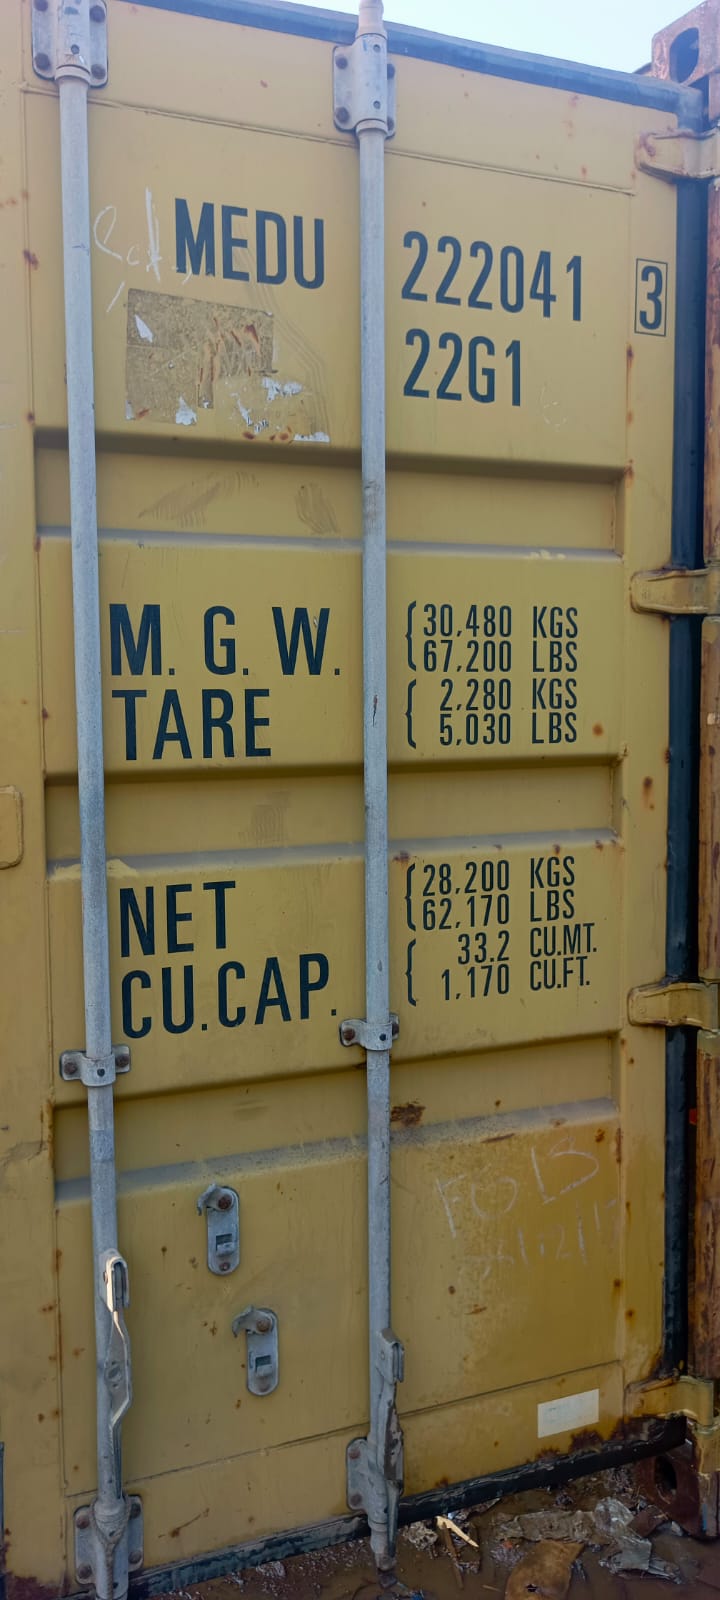 MEDU 222041 3
22G1
M. G. W. 30,480 KGS
67,200 LBS
TARE 2,280 KGS
5,030 LBS
NET 28,200 KGS
62,170 LBS
CU.CAP. 33.2 CU.MT.
1,170 CU.FT.